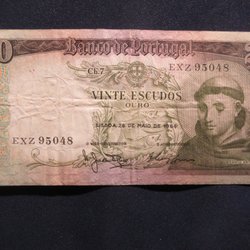 Banco de Portugal
CH.7
EXZ 95048
VINTE ESCUDOS
OURO
EXZ 95048
LISBOA, 26 DE MAIO DE 1964